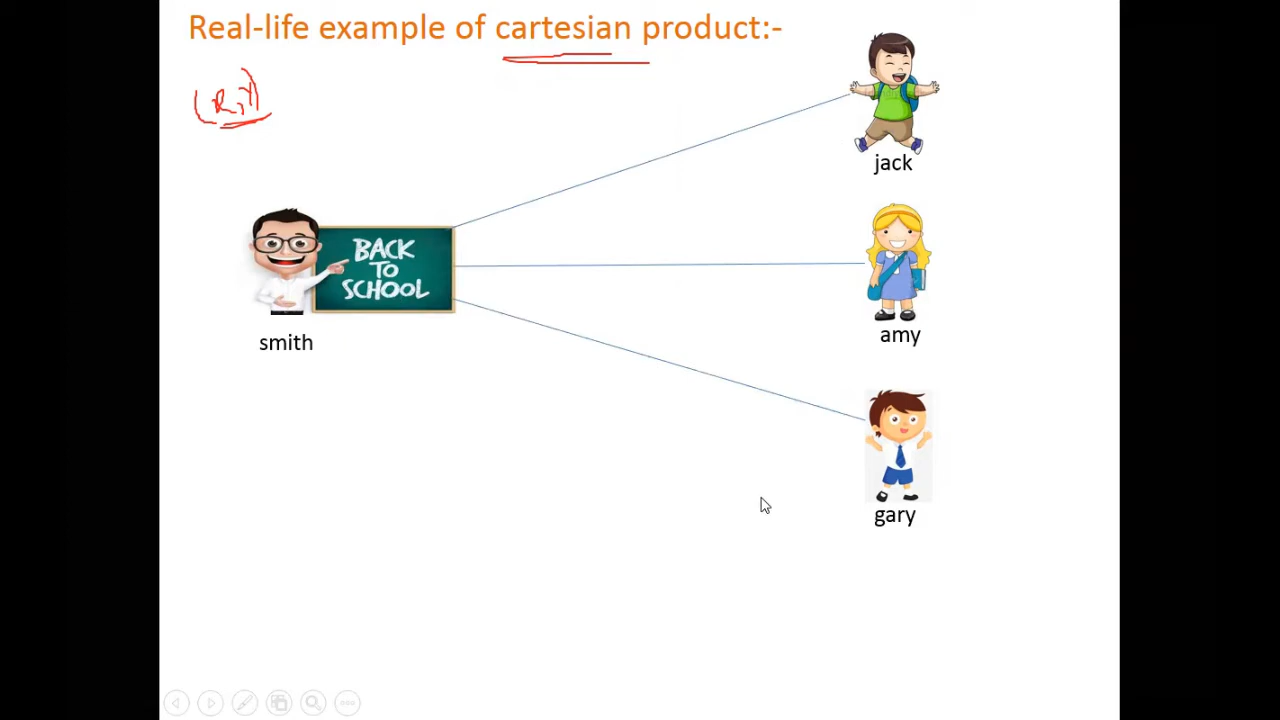 Real-life example of cartesian product:-
(R,Y)
jack
BACK
TO
SCHOOL
smith
amy
gary